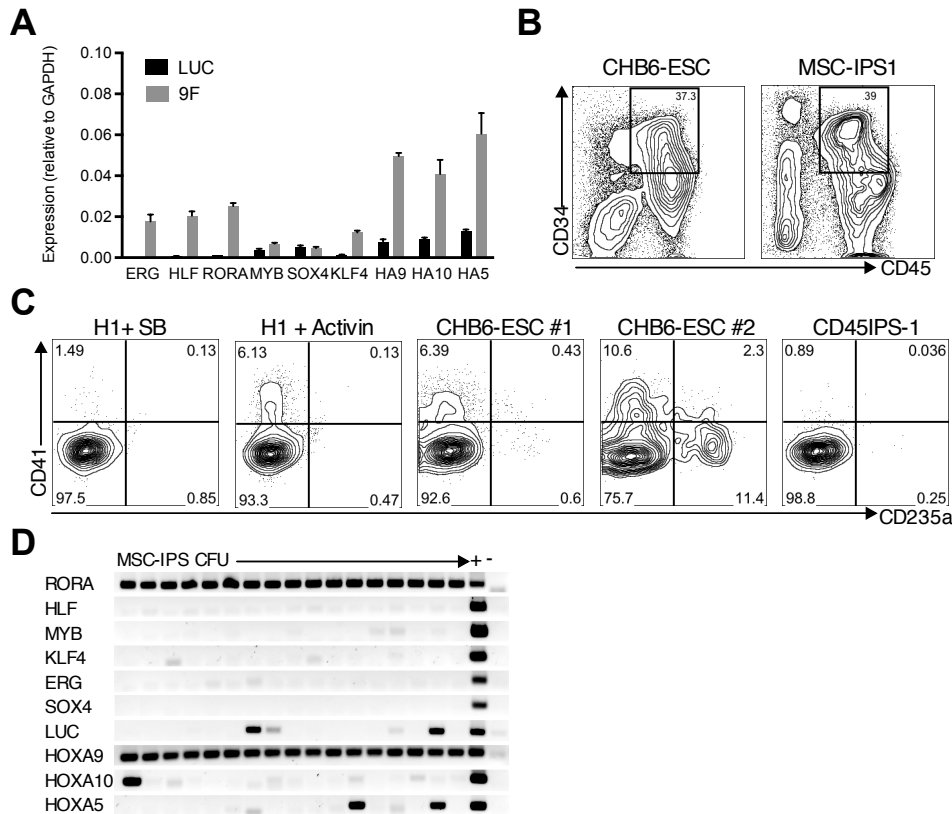 A
Expression (relative to GAPDH)
0.10
0.08
0.06
0.04
0.02
0.00
LUC
9F
ERG HLF RORA MYB SOX4 KLF4 HA9 HA10 HA5
B
CHB6-ESC MSC-IPS1
37.3 39
CD34
CD45
C
H1+ SB H1 + Activin CHB6-ESC #1 CHB6-ESC #2 CD45IPS-1
1.49 0.13 6.13 0.13 6.39 0.43 10.6 2.3 0.89 0.036
CD41
97.5 0.85 93.3 0.47 92.6 0.6 75.7 11.4 98.8 0.25
CD235a
D
MSC-IPS CFU + -
RORA
HLF
MYB
KLF4
ERG
SOX4
LUC
HOXA9
HOXA10
HOXA5